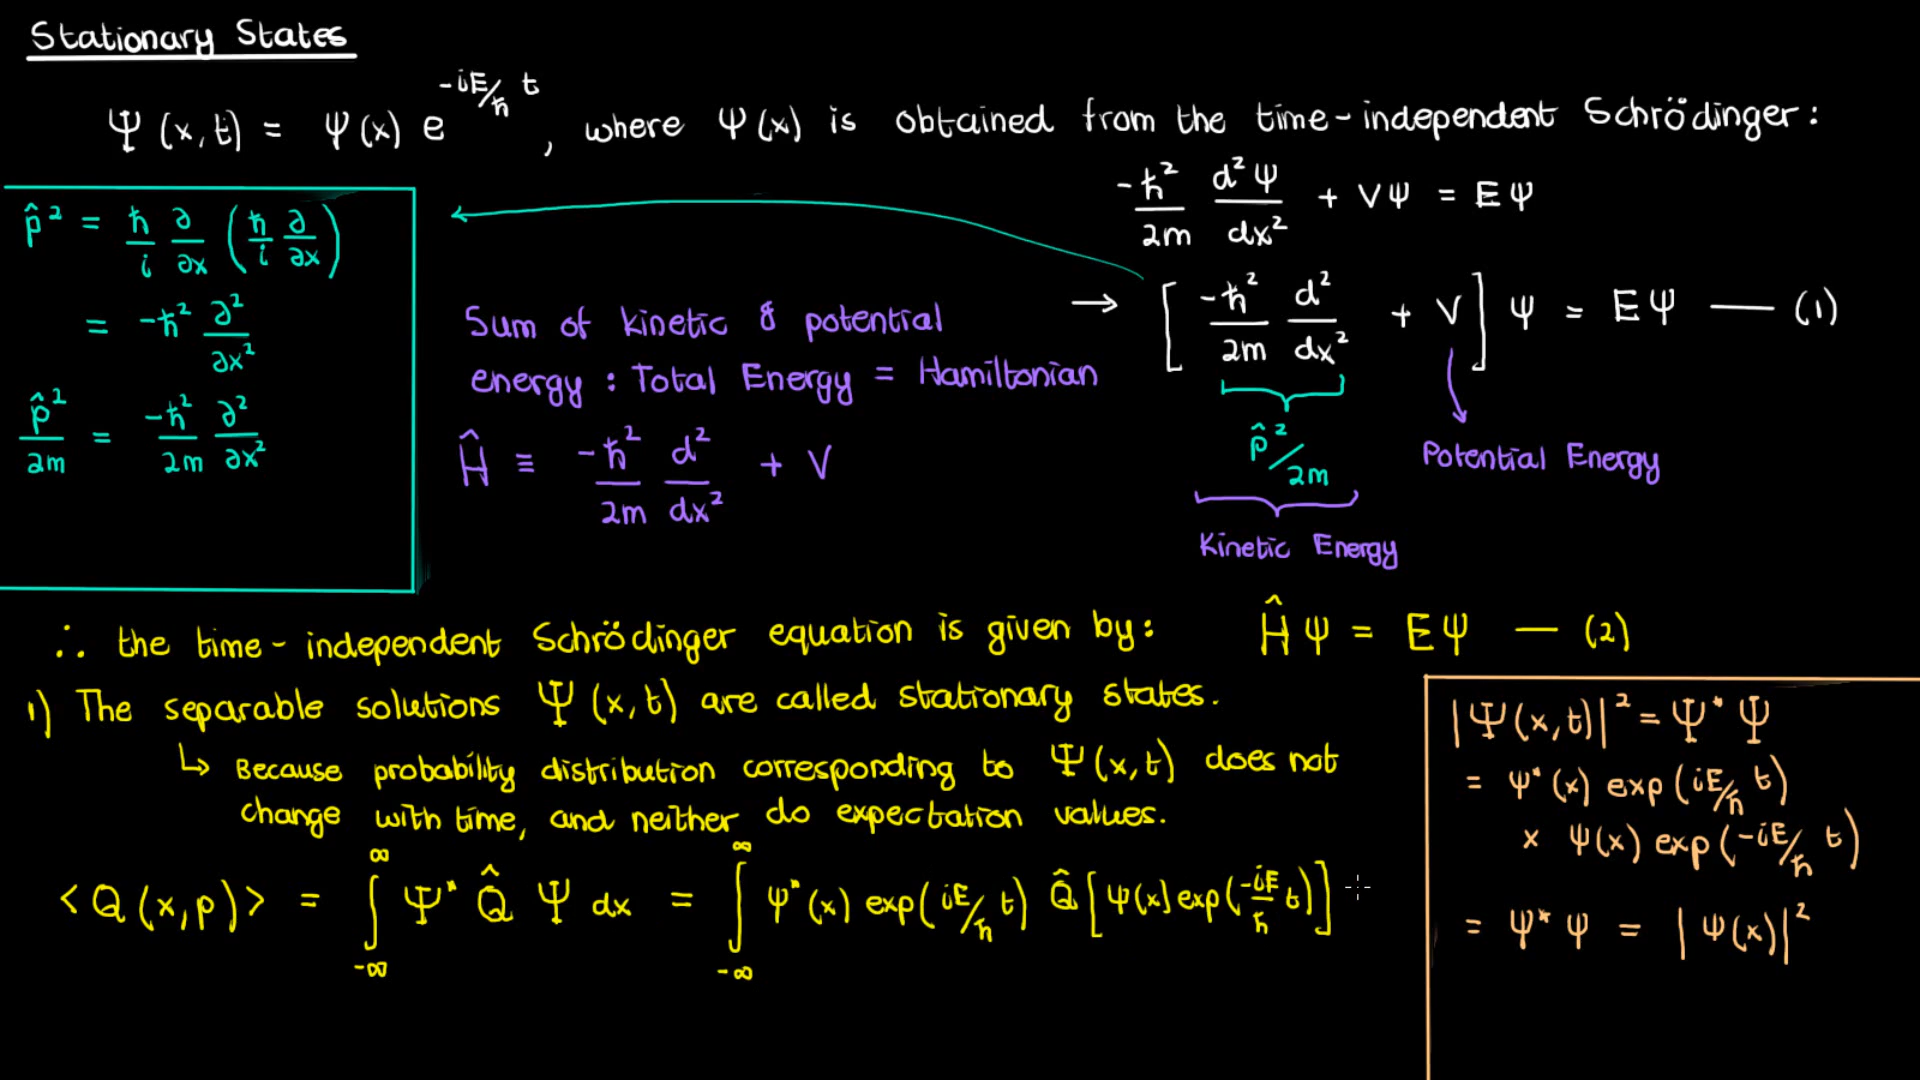 Stationary States
Ψ(x,t) = ψ(x) e^{-iE/ħ t}, where ψ(x) is obtained from the time-independent Schrödinger:
-ħ²/2m d²ψ/dx² + Vψ = Eψ
→ [-ħ²/2m d²/dx² + V] ψ = Eψ — (1)
p̂²/2m
Kinetic Energy
Potential Energy
p̂² = ħ/i ∂/∂x (ħ/i ∂/∂x)
= -ħ² ∂²/∂x²
p̂²/2m = -ħ²/2m ∂²/∂x²
Sum of kinetic & potential
energy : Total Energy = Hamiltonian
Ĥ ≡ -ħ²/2m d²/dx² + V
∴ the time-independent Schrödinger equation is given by: Ĥψ = Eψ — (2)
1) The separable solutions Ψ(x,t) are called stationary states.
↳ Because probability distribution corresponding to Ψ(x,t) does not
change with time, and neither do expectation values.
<Q(x,p)> = ∫_{-∞}^{∞} Ψ* Q̂ Ψ dx = ∫_{-∞}^{∞} ψ*(x) exp(iE/ħ t) Q̂ [ψ(x) exp(-iE/ħ t)]
|Ψ(x,t)|² = Ψ* Ψ
= ψ*(x) exp(iE/ħ t)
× ψ(x) exp(-iE/ħ t)
= ψ* ψ = |ψ(x)|²